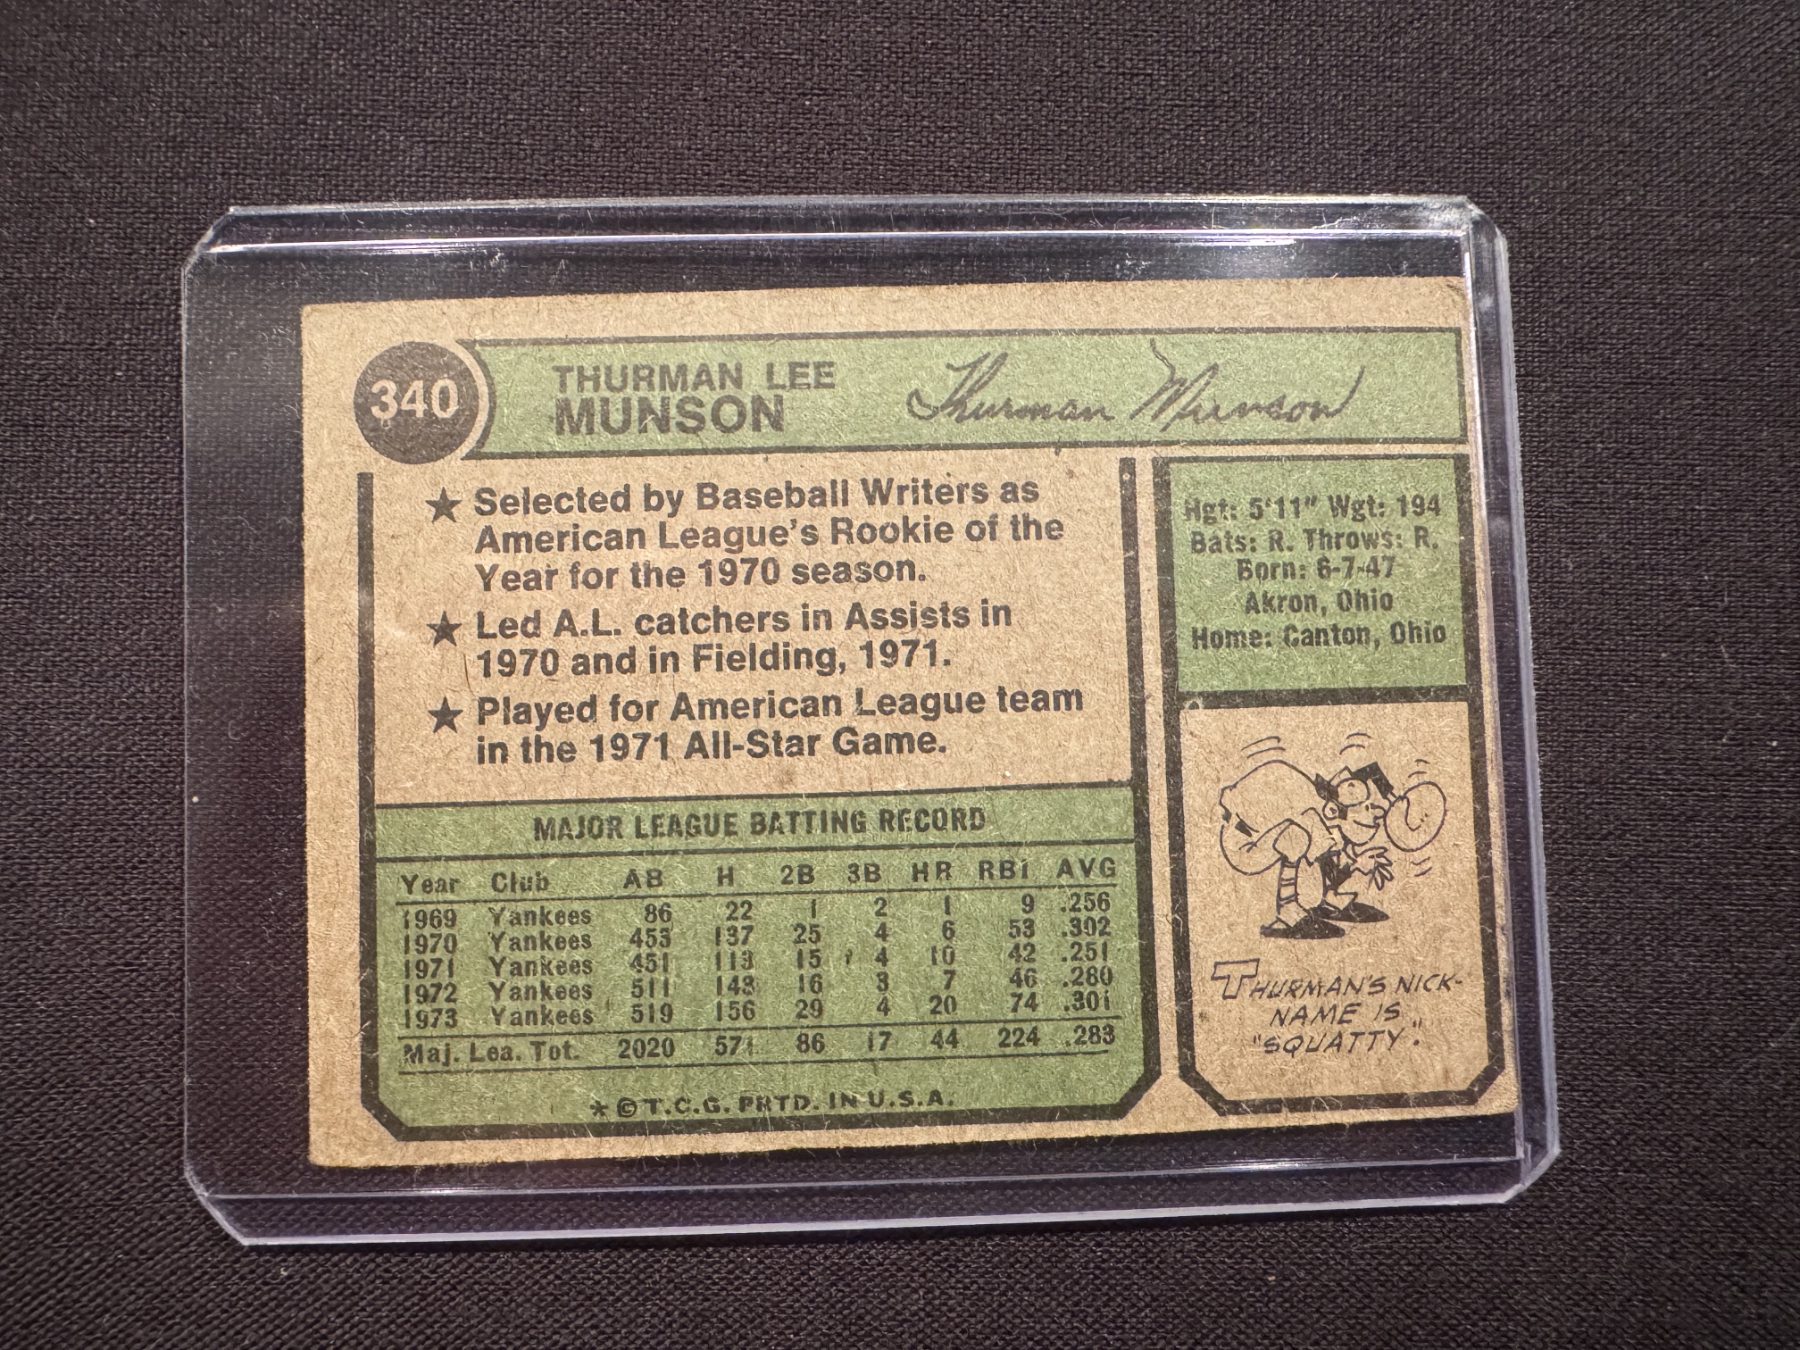 340
THURMAN LEE
MUNSON
Thurman Munson
★ Selected by Baseball Writers as
American League's Rookie of the
Year for the 1970 season.
★ Led A.L. catchers in Assists in
1970 and in Fielding, 1971.
★ Played for American League team
in the 1971 All-Star Game.
Hgt: 5'11" Wgt: 194
Bats: R. Throws: R.
Born: 6-7-47
Akron, Ohio
Home: Canton, Ohio
MAJOR LEAGUE BATTING RECORD
Year Club AB H 2B 3B HR RBI AVG
1969 Yankees 86 22 1 2 1 9 .256
1970 Yankees 453 137 25 4 6 53 .302
1971 Yankees 451 113 15 4 10 42 .251
1972 Yankees 511 143 16 3 7 46 .280
1973 Yankees 519 156 29 4 20 74 .301
Maj. Lea. Tot. 2020 571 86 17 44 224 .283
* © T.C.G. PRTD. IN U.S.A.
THURMAN'S NICK-
NAME IS
"SQUATTY".